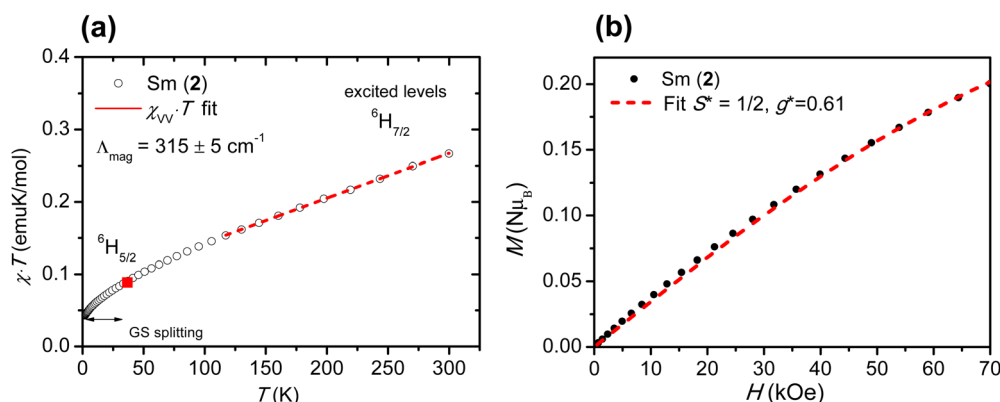 (a)
0.4
0.3
0.2
0.1
0.0
χ·T (emuK/mol)
Sm (2)
χVV·T fit
Λmag = 315 ± 5 cm-1
excited levels
6H7/2
6H5/2
GS splitting
0 50 100 150 200 250 300
T (K)
(b)
0.20
0.15
0.10
0.05
0.00
M (NμB)
Sm (2)
Fit S* = 1/2, g*=0.61
0 10 20 30 40 50 60 70
H (kOe)